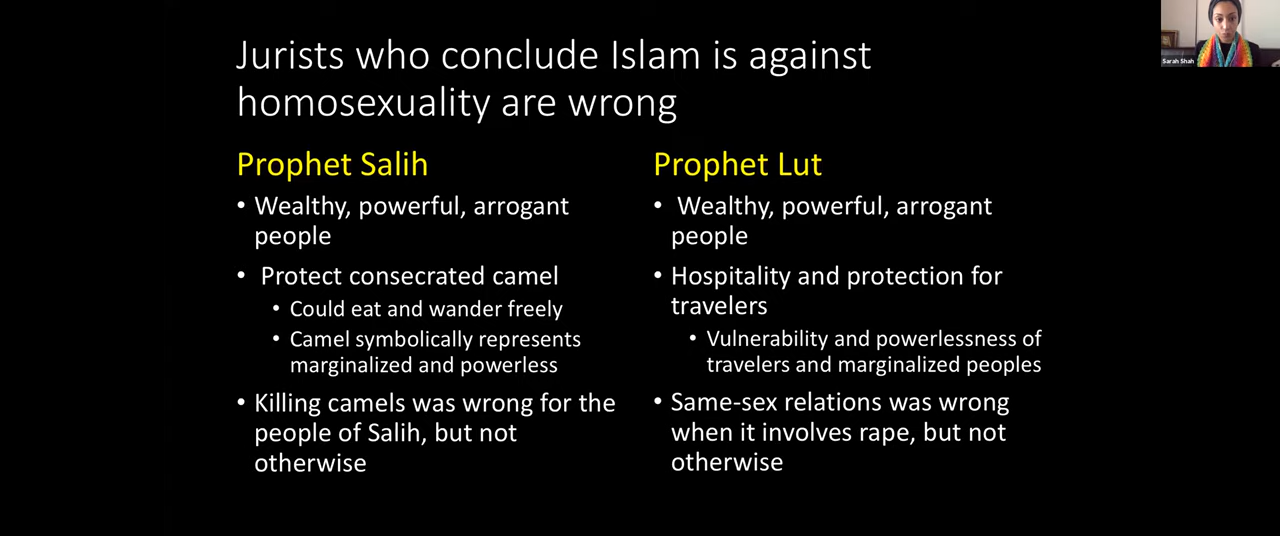 Jurists who conclude Islam is against
homosexuality are wrong
Prophet Salih
• Wealthy, powerful, arrogant
people
• Protect consecrated camel
• Could eat and wander freely
• Camel symbolically represents
marginalized and powerless
• Killing camels was wrong for the
people of Salih, but not
otherwise
Prophet Lut
• Wealthy, powerful, arrogant
people
• Hospitality and protection for
travelers
• Vulnerability and powerlessness of
travelers and marginalized peoples
• Same-sex relations was wrong
when it involves rape, but not
otherwise
Sarah Shah